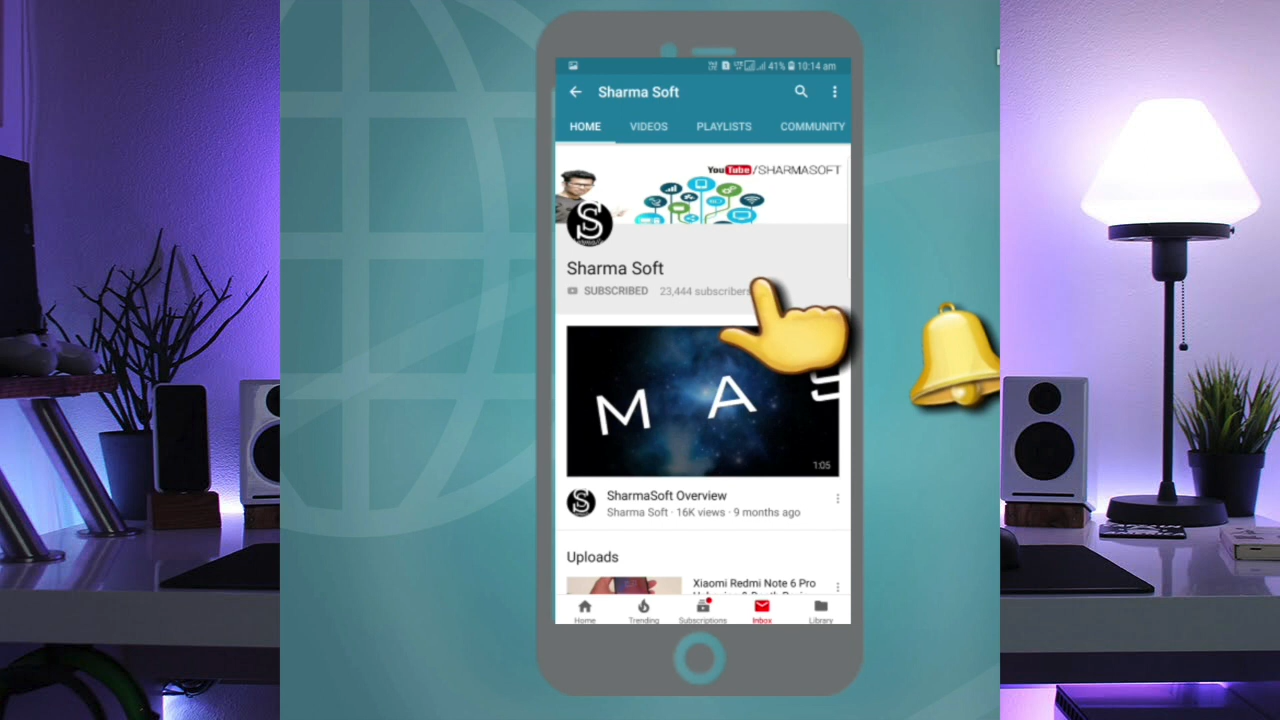 41% 10:14 am
Sharma Soft
HOME VIDEOS PLAYLISTS COMMUNITY
YouTube/SHARMASOFT
S
Sharma Soft
SUBSCRIBED 23,444 subscribers
M A S
1:05
SharmaSoft Overview
Sharma Soft · 16K views · 9 months ago
Uploads
Xiaomi Redmi Note 6 Pro
Home Trending Subscriptions Inbox Library